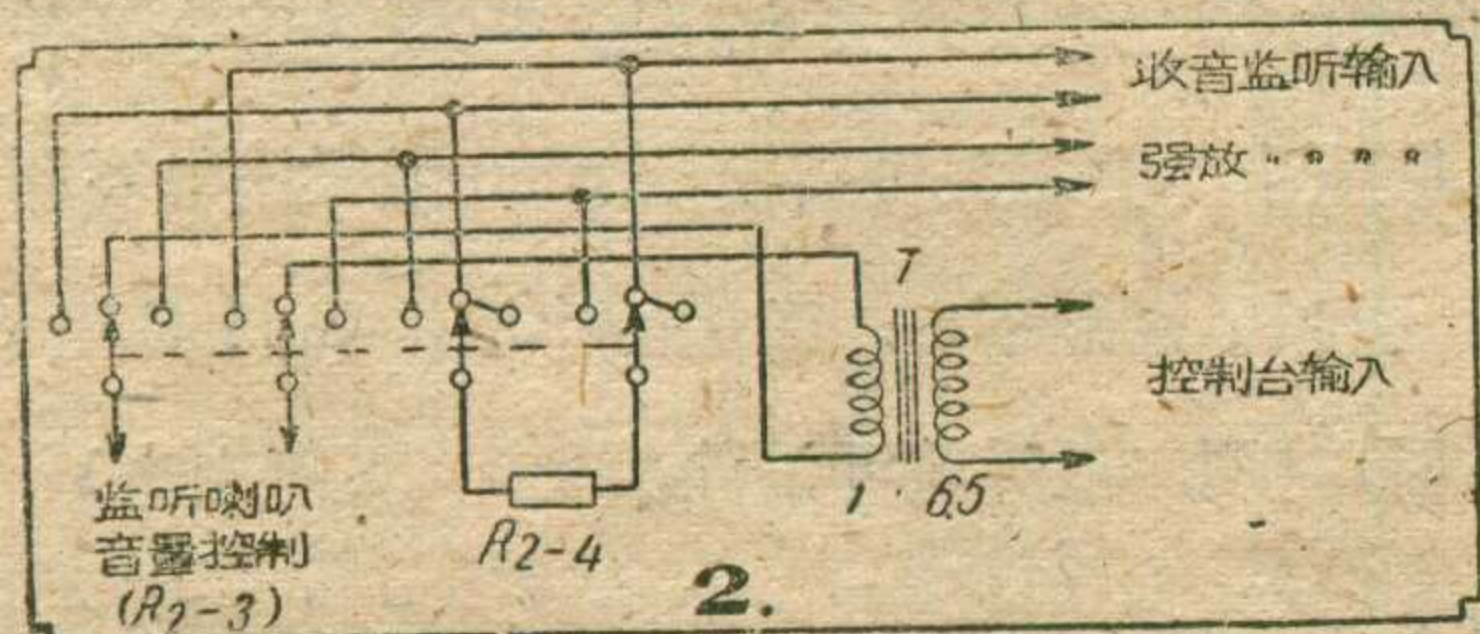 收音监听输入
强放 〃 〃 〃 〃
T
控制台输入
1 : 6.5
监听喇叭
音量控制
(R2-3)
R2-4
2.